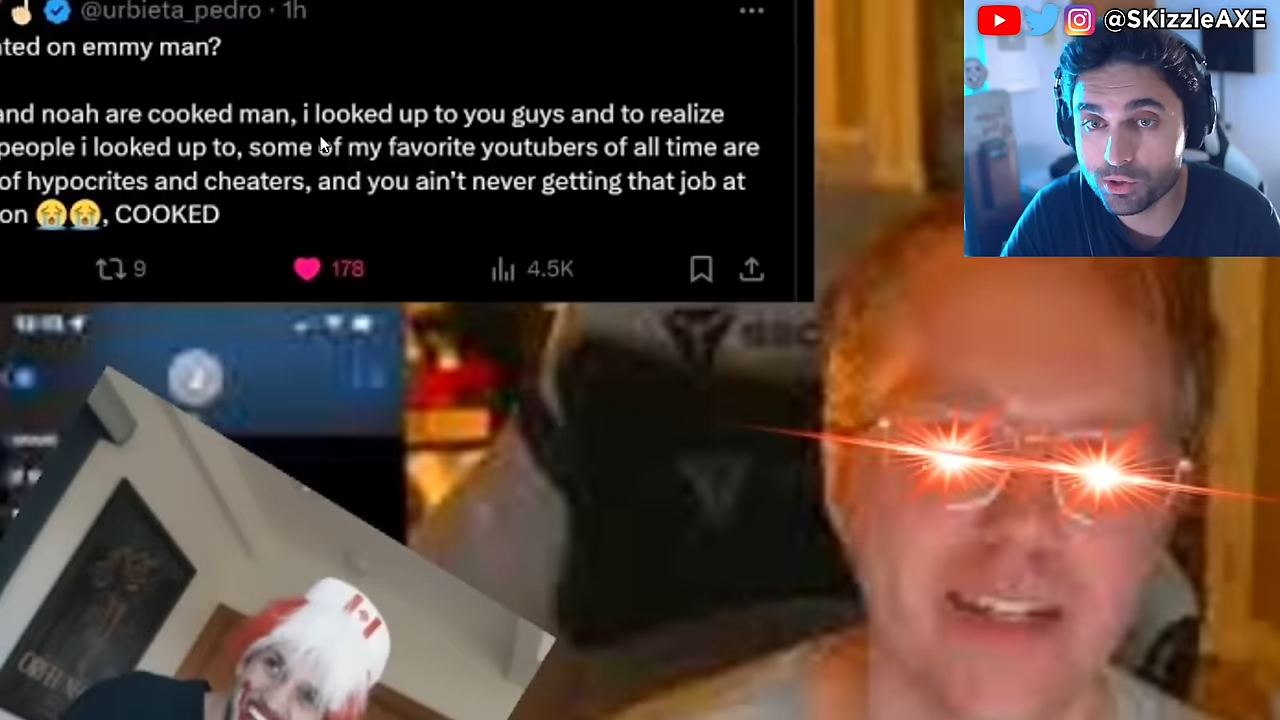 @urbieta_pedro · 1h
@SKizzleAXE
ated on emmy man?
and noah are cooked man, i looked up to you guys and to realize
people i looked up to, some of my favorite youtubers of all time are
of hypocrites and cheaters, and you ain't never getting that job at
on 😭😭, COOKED
9
178
4.5K